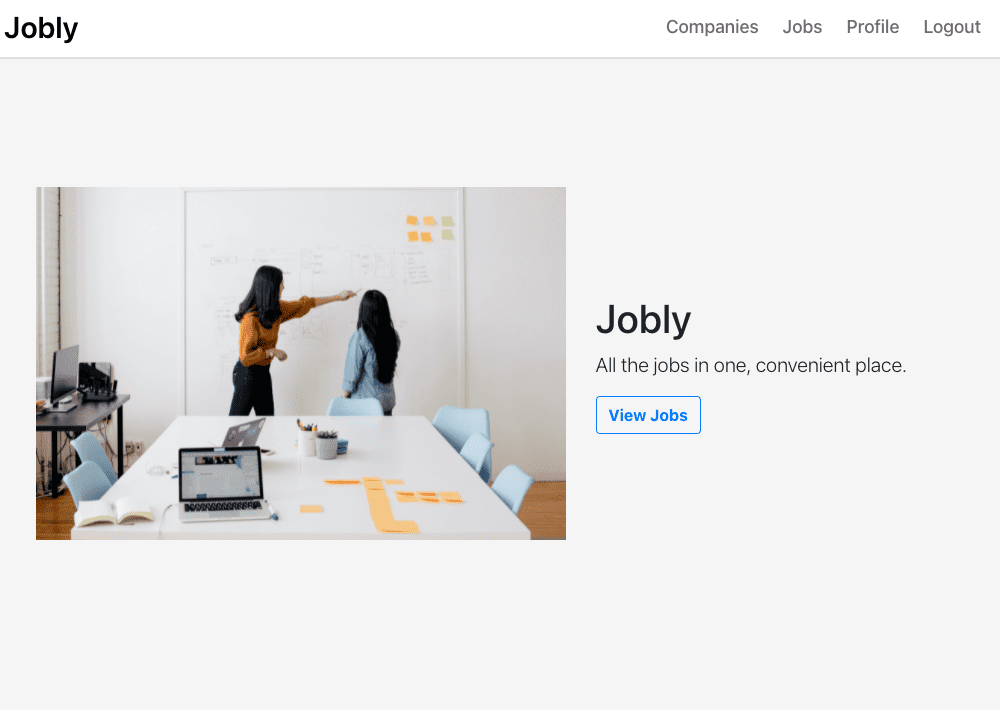 Jobly
Companies Jobs Profile Logout
Jobly
All the jobs in one, convenient place.
View Jobs